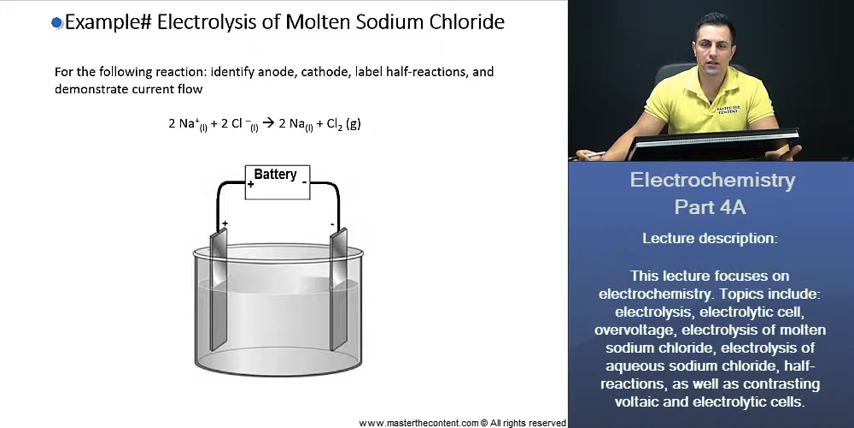 Example# Electrolysis of Molten Sodium Chloride
For the following reaction: identify anode, cathode, label half-reactions, and
demonstrate current flow
2 Na⁺(l) + 2 Cl ⁻(l) → 2 Na(l) + Cl₂ (g)
Battery
+ -
+ -
www.masterthecontent.com © All rights reserved
MASTER THE
CONTENT
Electrochemistry
Part 4A
Lecture description:
This lecture focuses on
electrochemistry. Topics include:
electrolysis, electrolytic cell,
overvoltage, electrolysis of molten
sodium chloride, electrolysis of
aqueous sodium chloride, half-
reactions, as well as contrasting
voltaic and electrolytic cells.